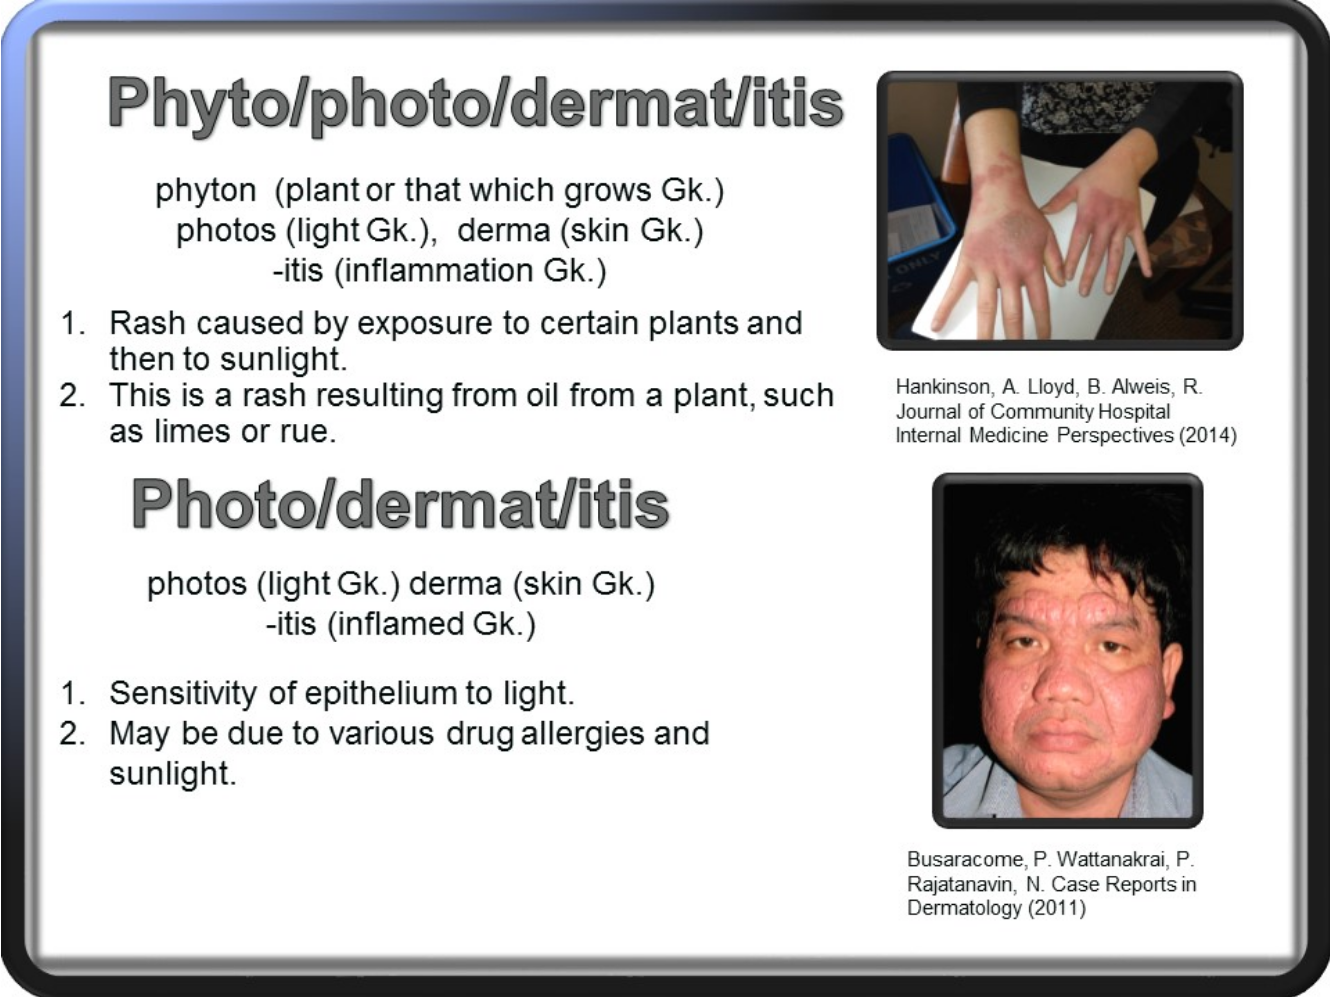 Phyto/photo/dermat/itis
phyton (plant or that which grows Gk.)
photos (light Gk.), derma (skin Gk.)
-itis (inflammation Gk.)
1. Rash caused by exposure to certain plants and
then to sunlight.
2. This is a rash resulting from oil from a plant, such
as limes or rue.
Hankinson, A. Lloyd, B. Alweis, R.
Journal of Community Hospital
Internal Medicine Perspectives (2014)
Photo/dermat/itis
photos (light Gk.) derma (skin Gk.)
-itis (inflamed Gk.)
1. Sensitivity of epithelium to light.
2. May be due to various drug allergies and
sunlight.
Busaracome, P. Wattanakrai, P.
Rajatanavin, N. Case Reports in
Dermatology (2011)